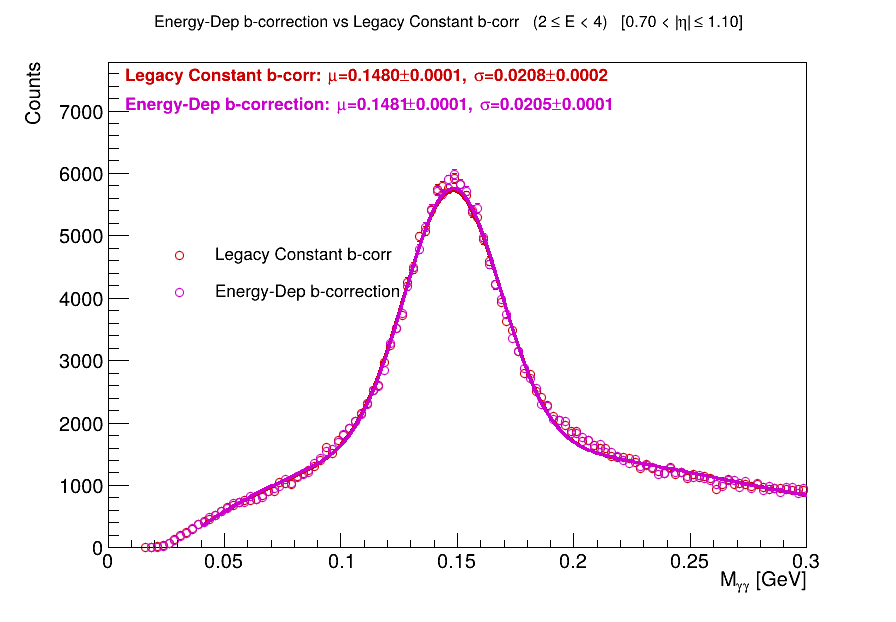 Energy-Dep b-correction vs Legacy Constant b-corr (2 ≤ E < 4) [0.70 < |η| ≤ 1.10]
Counts
Legacy Constant b-corr: μ=0.1480±0.0001, σ=0.0208±0.0002
Energy-Dep b-correction: μ=0.1481±0.0001, σ=0.0205±0.0001
7000
6000
5000
4000
3000
2000
1000
0
Legacy Constant b-corr
Energy-Dep b-correction
0 0.05 0.1 0.15 0.2 0.25 0.3
Mγγ [GeV]